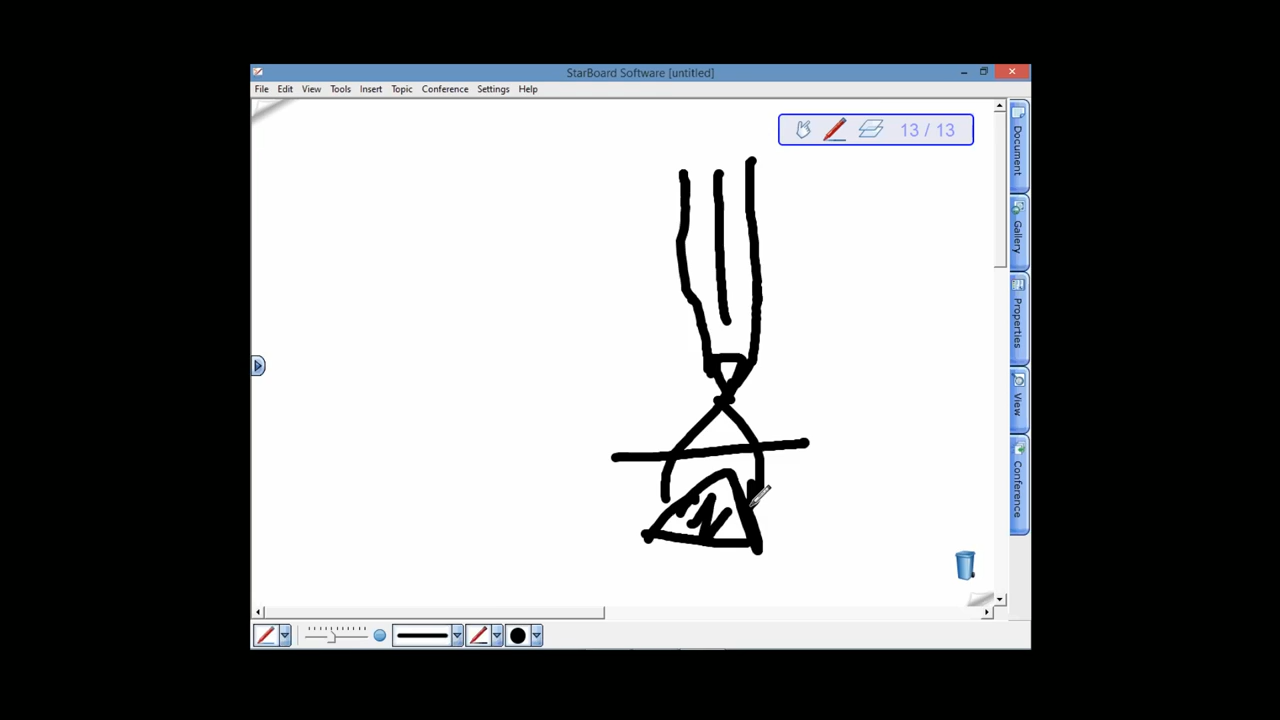 StarBoard Software [untitled]
File Edit View Tools Insert Topic Conference Settings Help
13 / 13
Document
Gallery
Properties
View
Conference